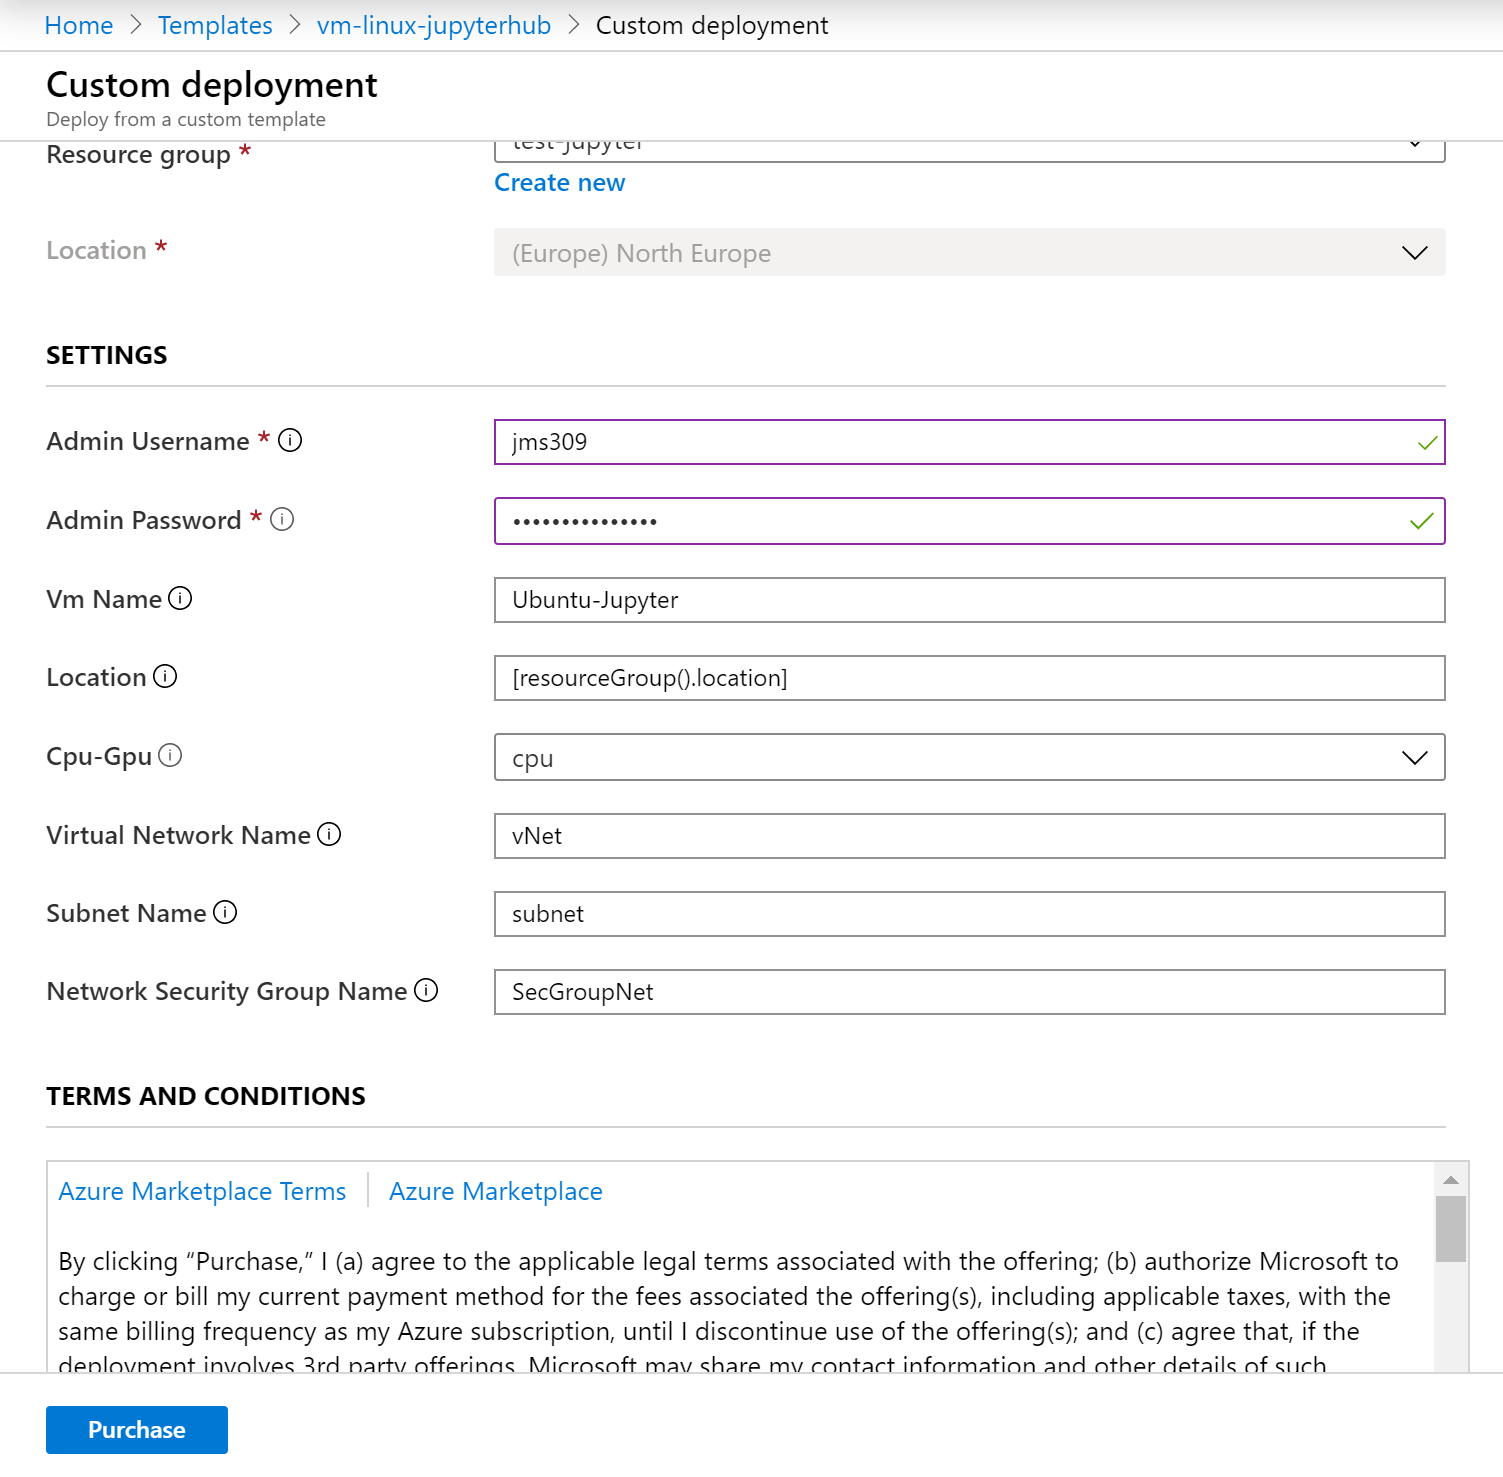 Home > Templates > vm-linux-jupyterhub > Custom deployment
Custom deployment
Deploy from a custom template
Resource group *
test-jupyter
Create new
Location *
(Europe) North Europe
SETTINGS
Admin Username *
jms309
Admin Password *
•••••••••••••••
Vm Name
Ubuntu-Jupyter
Location
[resourceGroup().location]
Cpu-Gpu
cpu
Virtual Network Name
vNet
Subnet Name
subnet
Network Security Group Name
SecGroupNet
TERMS AND CONDITIONS
Azure Marketplace Terms | Azure Marketplace
By clicking “Purchase,” I (a) agree to the applicable legal terms associated with the offering; (b) authorize Microsoft to
charge or bill my current payment method for the fees associated the offering(s), including applicable taxes, with the
same billing frequency as my Azure subscription, until I discontinue use of the offering(s); and (c) agree that, if the
deployment involves 3rd party offerings, Microsoft may share my contact information and other details of such
Purchase